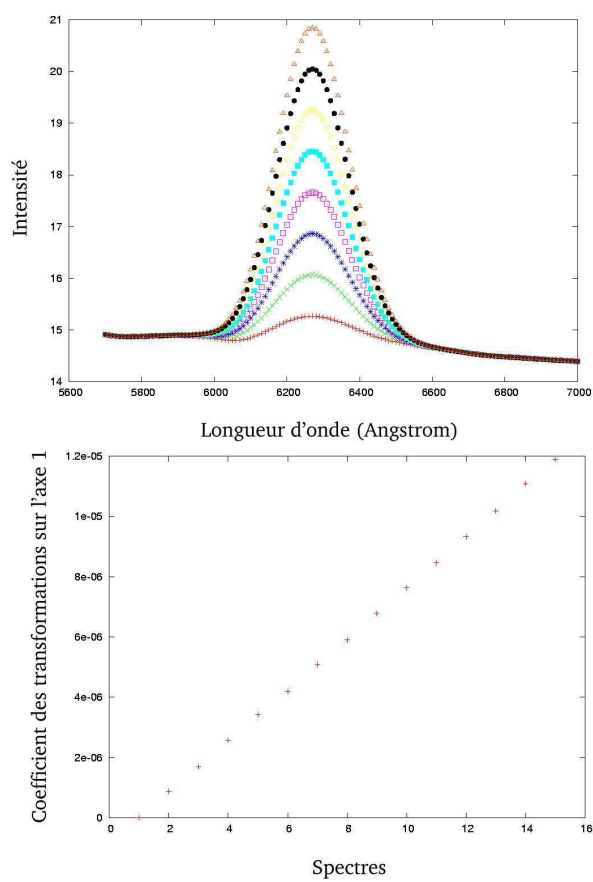 21
20
19
18
17
16
15
14
Intensité
5600 5800 6000 6200 6400 6600 6800 7000
Longueur d'onde (Angstrom)
1.2e-05
1e-05
8e-06
6e-06
4e-06
2e-06
0
Coefficient des transformations sur l'axe 1
0 2 4 6 8 10 12 14 16
Spectres